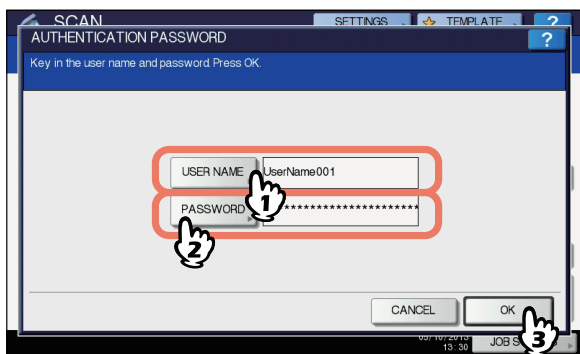 SCAN
SETTINGS
TEMPLATE
?
AUTHENTICATION PASSWORD
?
Key in the user name and password. Press OK.
USER NAME
UserName001
1
PASSWORD
**********************
2
CANCEL
OK
3
13:30
JOB S